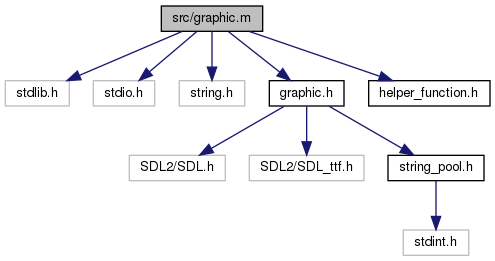 src/graphic.m
stdlib.h
stdio.h
string.h
graphic.h
helper_function.h
SDL2/SDL.h
SDL2/SDL_ttf.h
string_pool.h
stdint.h